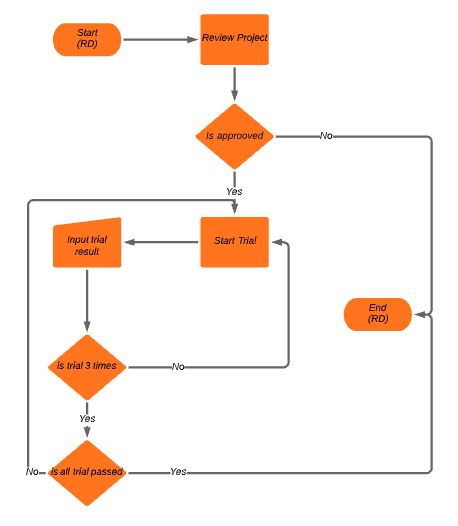 Start
(RD)
Review Project
Is approoved
No
Yes
Input trial
result
Start Trial
End
(RD)
is trial 3 times
No
Yes
No
is all trial passed
Yes